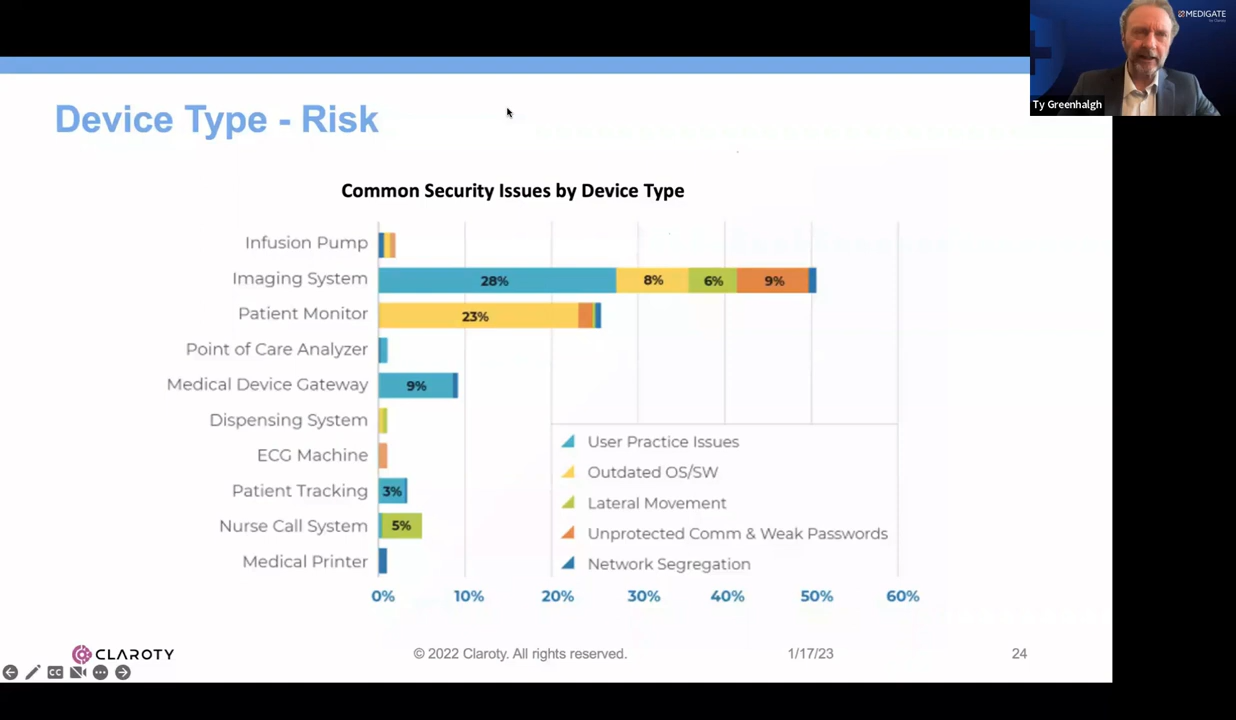 MEDIGATE
Ty Greenhalgh
Device Type - Risk
Common Security Issues by Device Type
Infusion Pump
Imaging System
28%
8%
6%
9%
Patient Monitor
23%
Point of Care Analyzer
Medical Device Gateway
9%
Dispensing System
ECG Machine
Patient Tracking
3%
Nurse Call System
5%
Medical Printer
User Practice Issues
Outdated OS/SW
Lateral Movement
Unprotected Comm & Weak Passwords
Network Segregation
0%
10%
20%
30%
40%
50%
60%
CLAROTY
© 2022 Claroty. All rights reserved.
1/17/23
24
CC